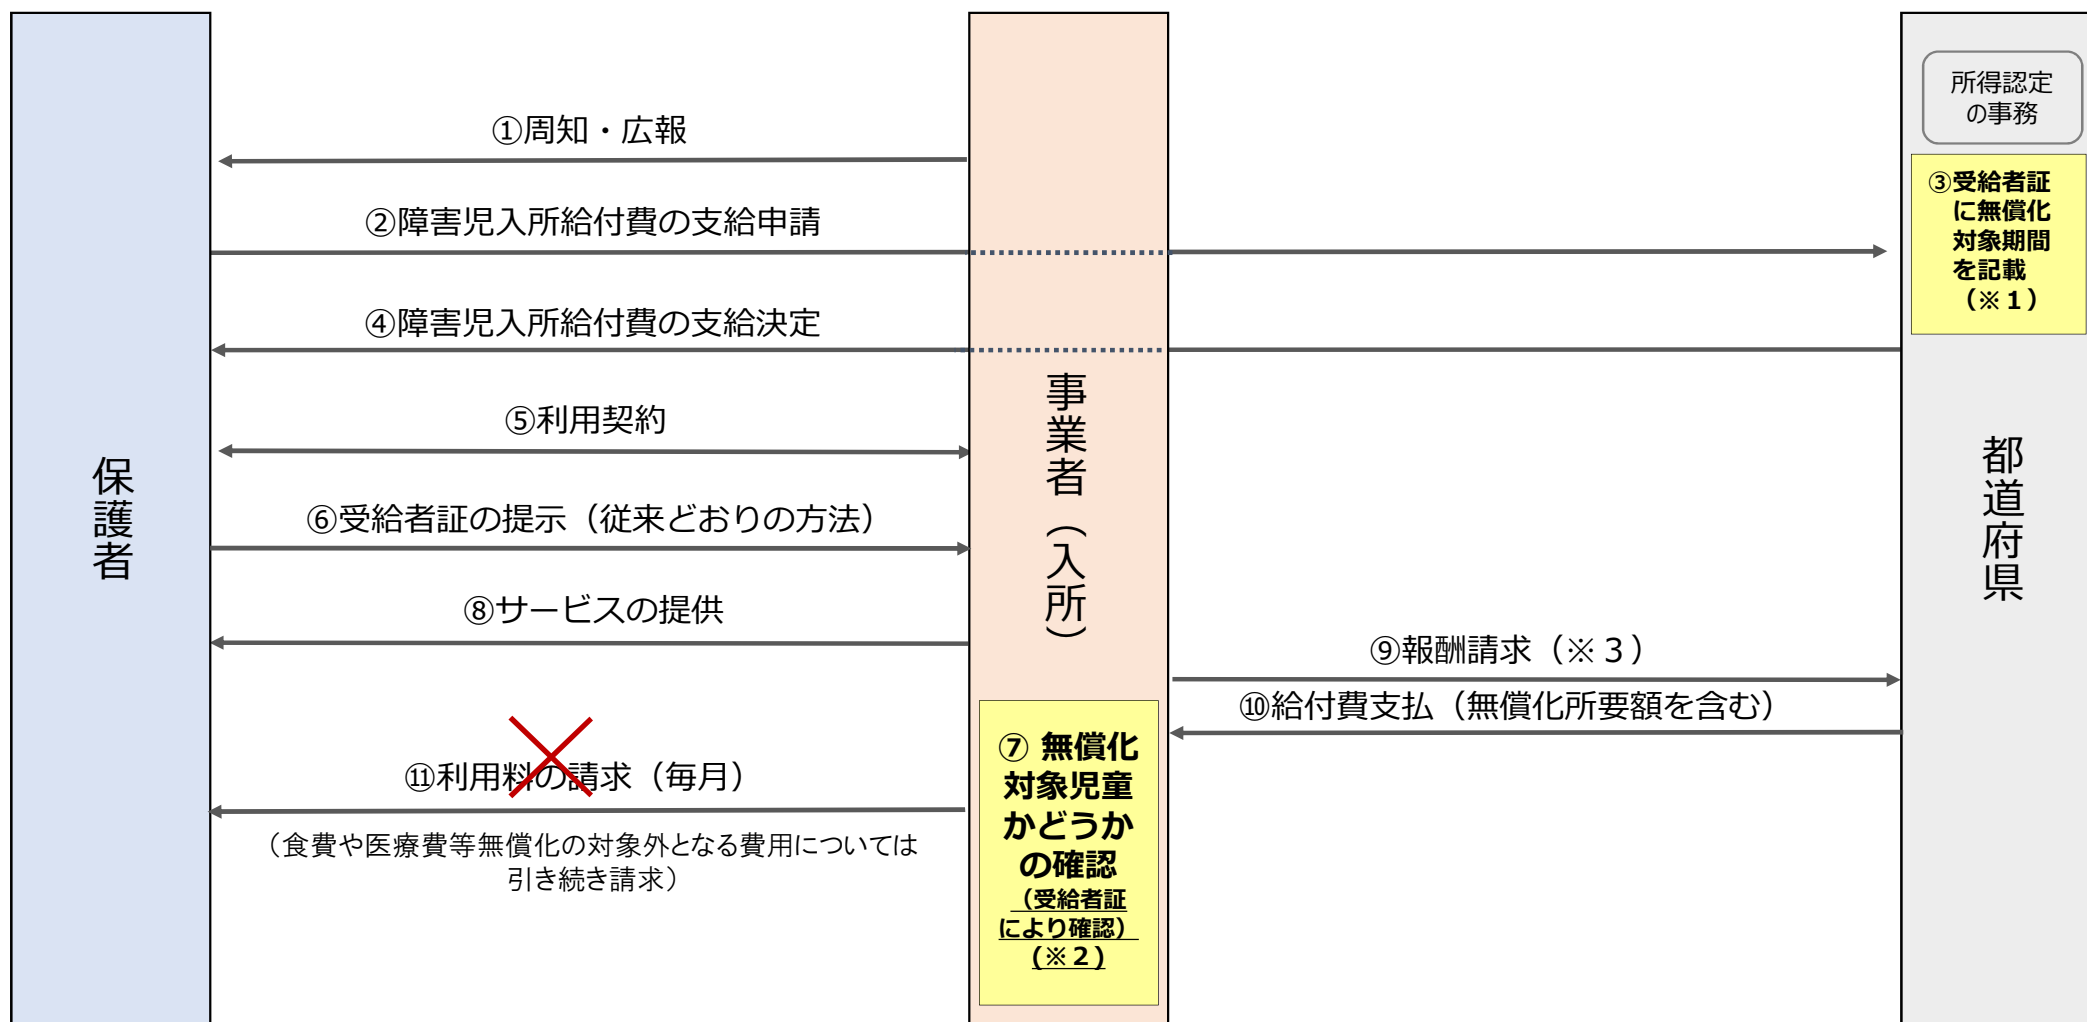 所得認定
の事務
①周知・広報
③受給者証
に無償化
対象期間
を記載
（※１）
②障害児入所給付費の支給申請
④障害児入所給付費の支給決定
⑤利用契約
保護者
事業者（入所）
都道府県
⑥受給者証の提示（従来どおりの方法）
⑧サービスの提供
⑨報酬請求（※３）
⑩給付費支払（無償化所要額を含む）
⑦ 無償化
対象児童
かどうか
の確認
（受給者証
により確認）
(※２)
⑪利用料の請求（毎月）
（食費や医療費等無償化の対象外となる費用については
引き続き請求）